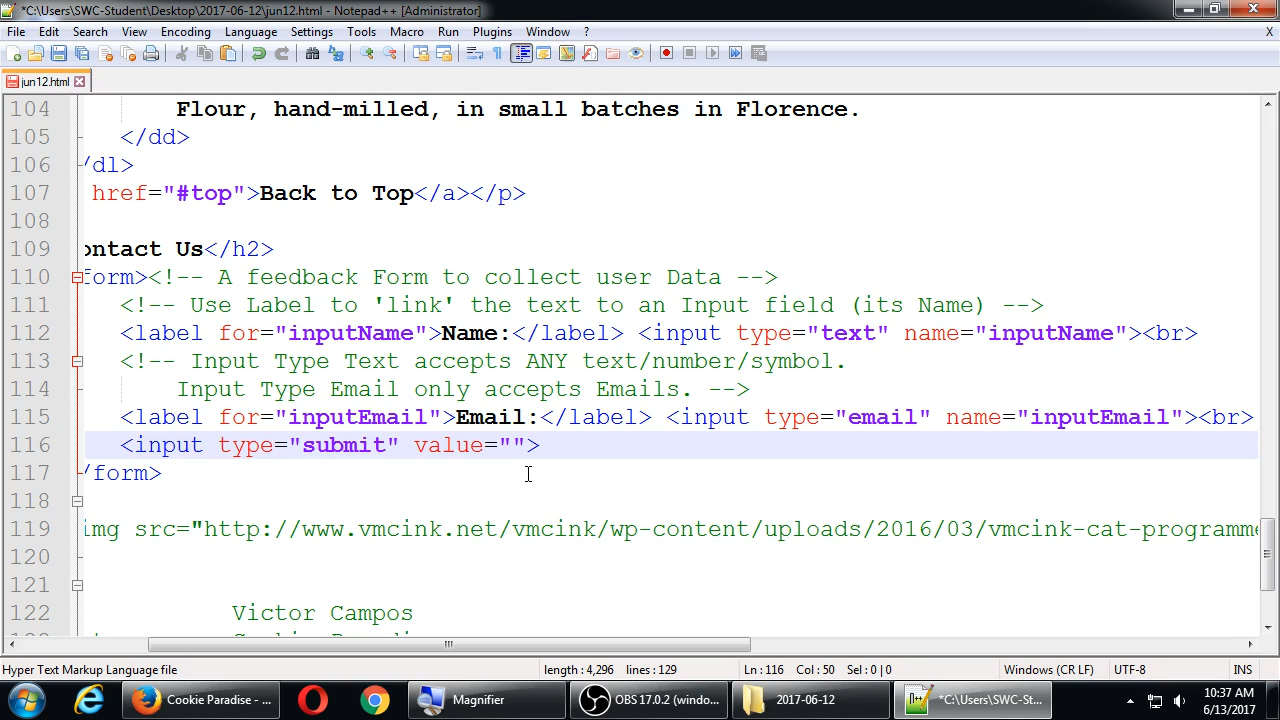 *C:\Users\SWC-Student\Desktop\2017-06-12\jun12.html - Notepad++ [Administrator]
File Edit Search View Encoding Language Settings Tools Macro Run Plugins Window ? X
jun12.html
104 Flour, hand-milled, in small batches in Florence.
105 </dd>
106 /dl>
107 href="#top">Back to Top</a></p>
108
109 ontact Us</h2>
110 form><!-- A feedback Form to collect user Data -->
111 <!-- Use Label to 'link' the text to an Input field (its Name) -->
112 <label for="inputName">Name:</label> <input type="text" name="inputName"><br>
113 <!-- Input Type Text accepts ANY text/number/symbol.
114 Input Type Email only accepts Emails. -->
115 <label for="inputEmail">Email:</label> <input type="email" name="inputEmail"><br>
116 <input type="submit" value="">
117 /form>
118
119 img src="http://www.vmcink.net/vmcink/wp-content/uploads/2016/03/vmcink-cat-programme
120
121
122 Victor Campos
Hyper Text Markup Language file length : 4,296 lines : 129 Ln : 116 Col : 50 Sel : 0 | 0 Windows (CR LF) UTF-8 INS
Cookie Paradise - ... Magnifier OBS 17.0.2 (windo... 2017-06-12 *C:\Users\SWC-St... 10:37 AM
6/13/2017